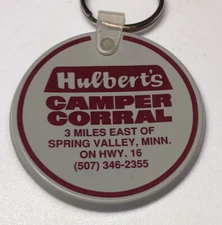 Hulbert's
CAMPER
CORRAL
3 MILES EAST OF
SPRING VALLEY, MINN.
ON HWY. 16
(507) 346-2355